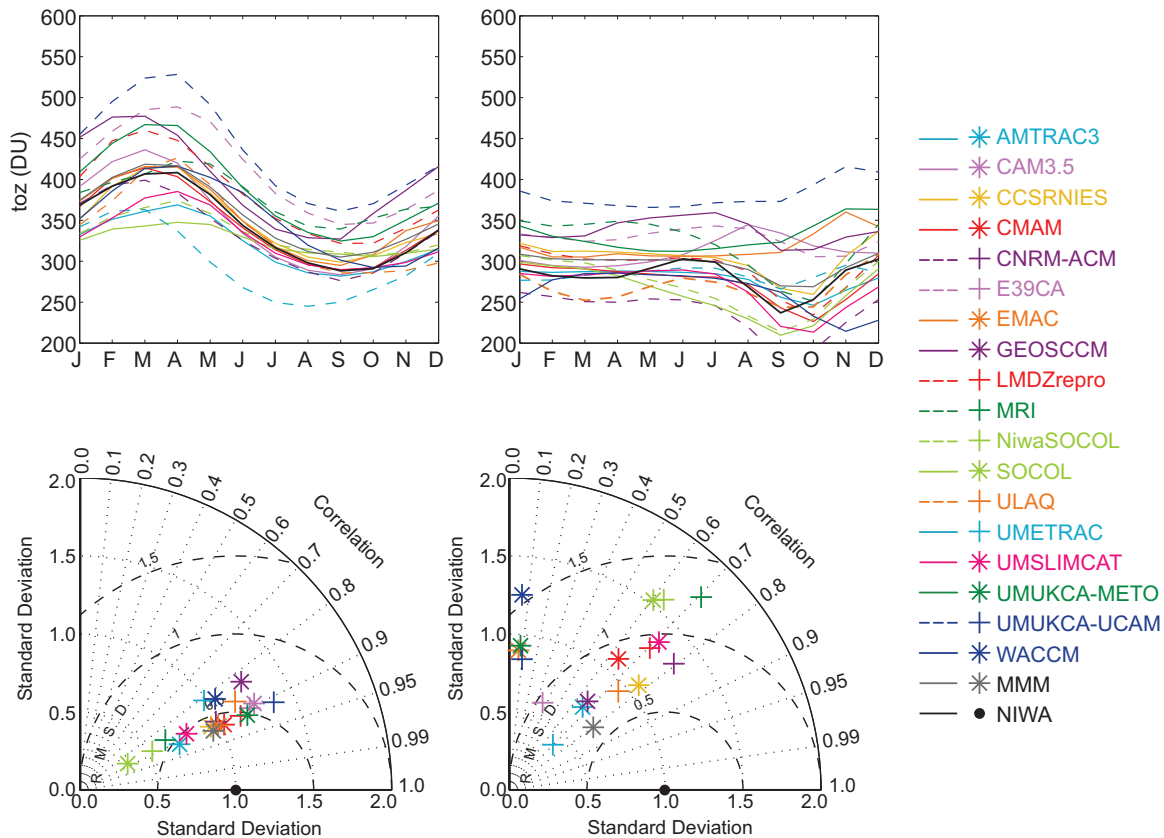 600
550
500
450
400
350
300
250
200
toz (DU)
J F M A M J J A S O N D
600
550
500
450
400
350
300
250
200
J F M A M J J A S O N D
AMTRAC3
CAM3.5
CCSRNIES
CMAM
CNRM-ACM
E39CA
EMAC
GEOSCCM
LMDZrepro
MRI
NiwaSOCOL
SOCOL
ULAQ
UMETRAC
UMSLIMCAT
UMUKCA-METO
UMUKCA-UCAM
WACCM
MMM
NIWA
2.0
1.5
1.0
0.5
0.0
Standard Deviation
0.0 0.1 0.2 0.3 0.4 0.5 0.6 0.7 0.8 0.9 0.95 0.99 1.0
Correlation
1.5
1
R M S D
0.0 0.5 1.0 1.5 2.0
Standard Deviation
2.0
1.5
1.0
0.5
0.0
Standard Deviation
0.0 0.1 0.2 0.3 0.4 0.5 0.6 0.7 0.8 0.9 0.95 0.99 1.0
Correlation
1.5
1
0.5
R M S D
0.0 0.5 1.0 1.5 2.0
Standard Deviation